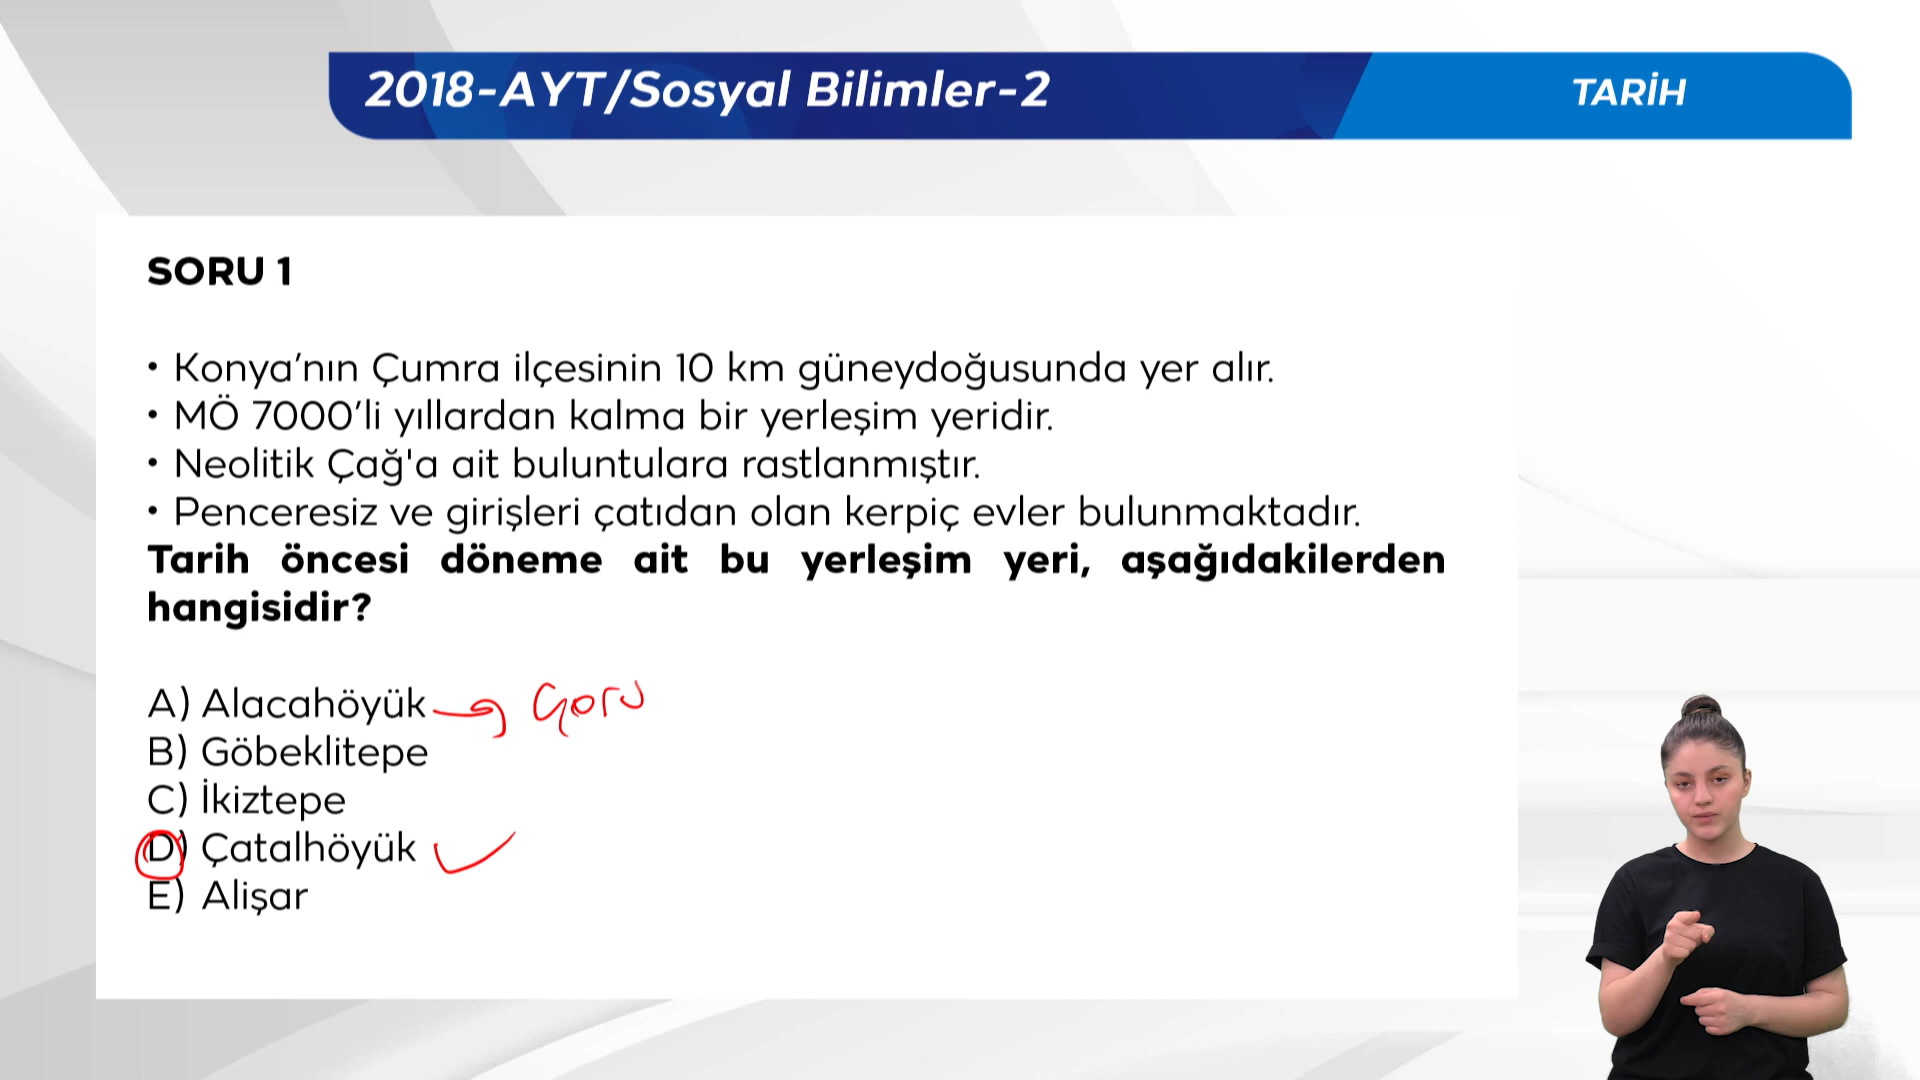 2018-AYT/Sosyal Bilimler-2
TARİH
SORU 1
• Konya’nın Çumra ilçesinin 10 km güneydoğusunda yer alır.
• MÖ 7000’li yıllardan kalma bir yerleşim yeridir.
• Neolitik Çağ'a ait buluntulara rastlanmıştır.
• Penceresiz ve girişleri çatıdan olan kerpiç evler bulunmaktadır.
Tarih öncesi döneme ait bu yerleşim yeri, aşağıdakilerden
hangisidir?
A) Alacahöyük
B) Göbeklitepe
C) İkiztepe
D) Çatalhöyük
E) Alişar